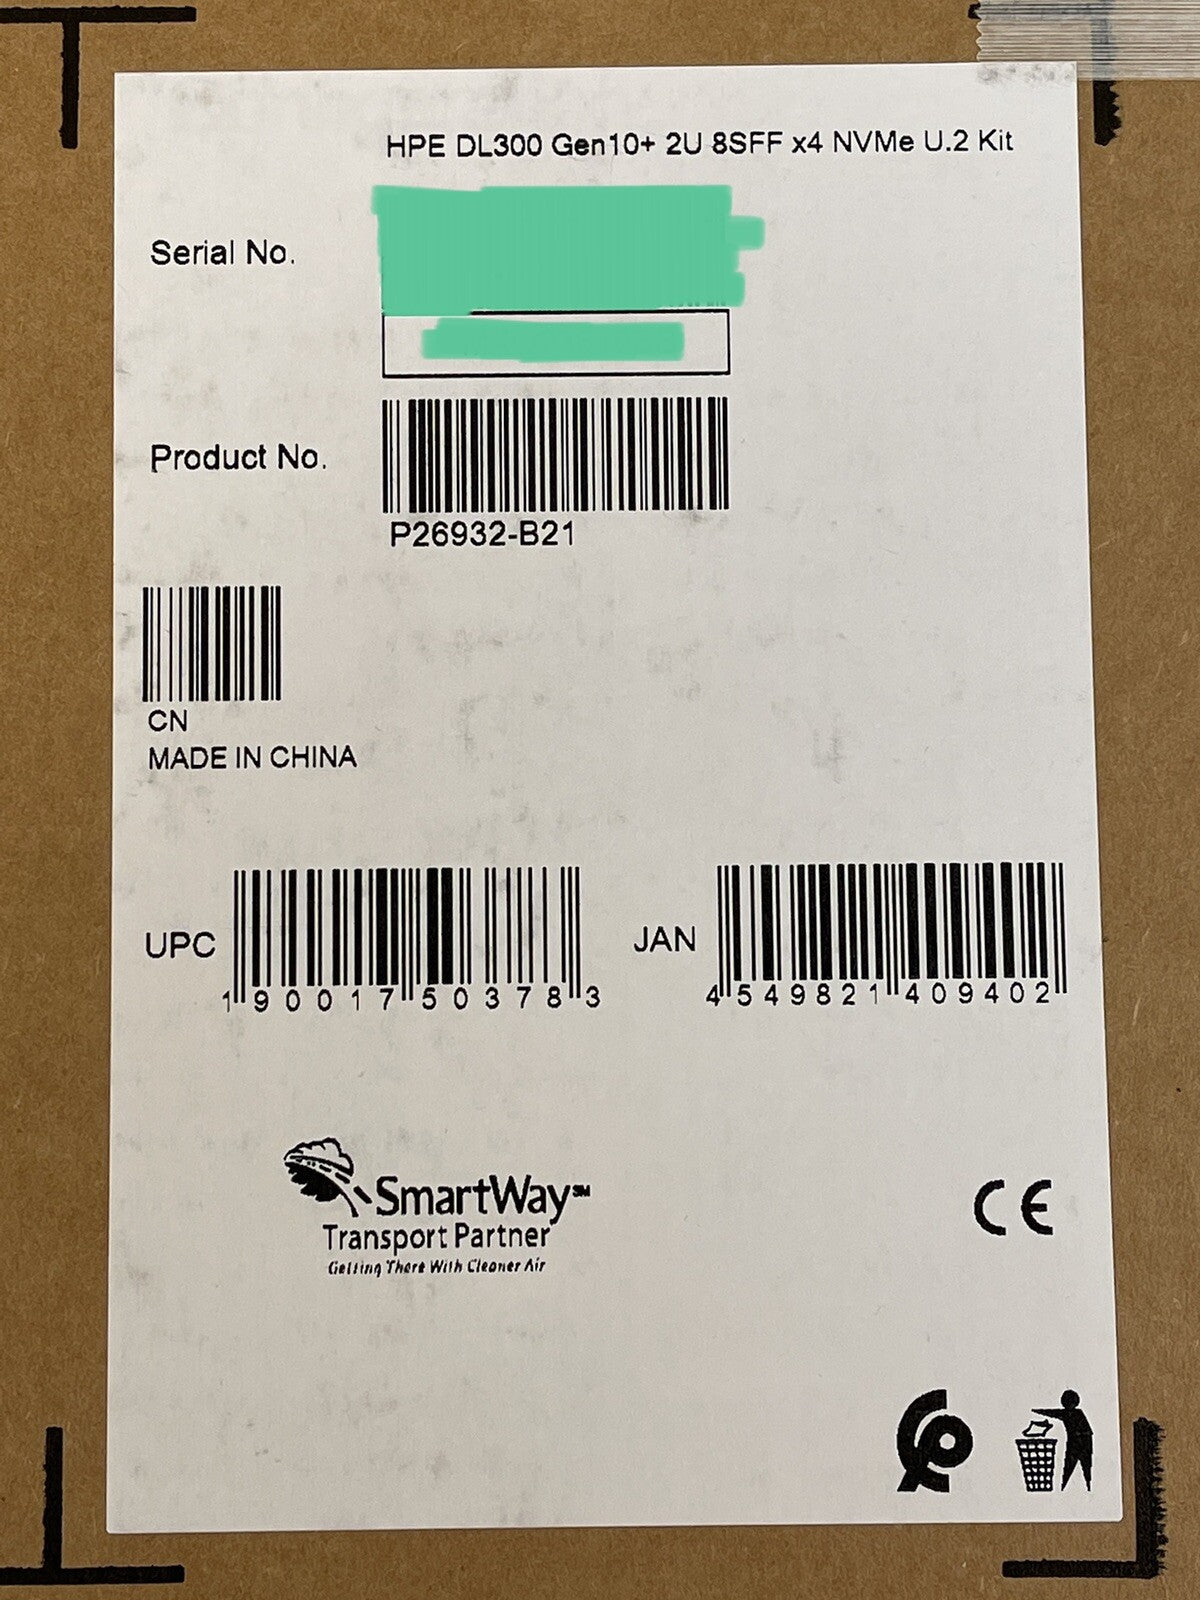 HPE DL300 Gen10+ 2U 8SFF x4 NVMe U.2 Kit
Serial No.
Product No.
P26932-B21
CN
MADE IN CHINA
UPC
1 90017 50378 3
JAN
4 549821 409402
SmartWay℠
Transport Partner
Getting There With Cleaner Air
CE